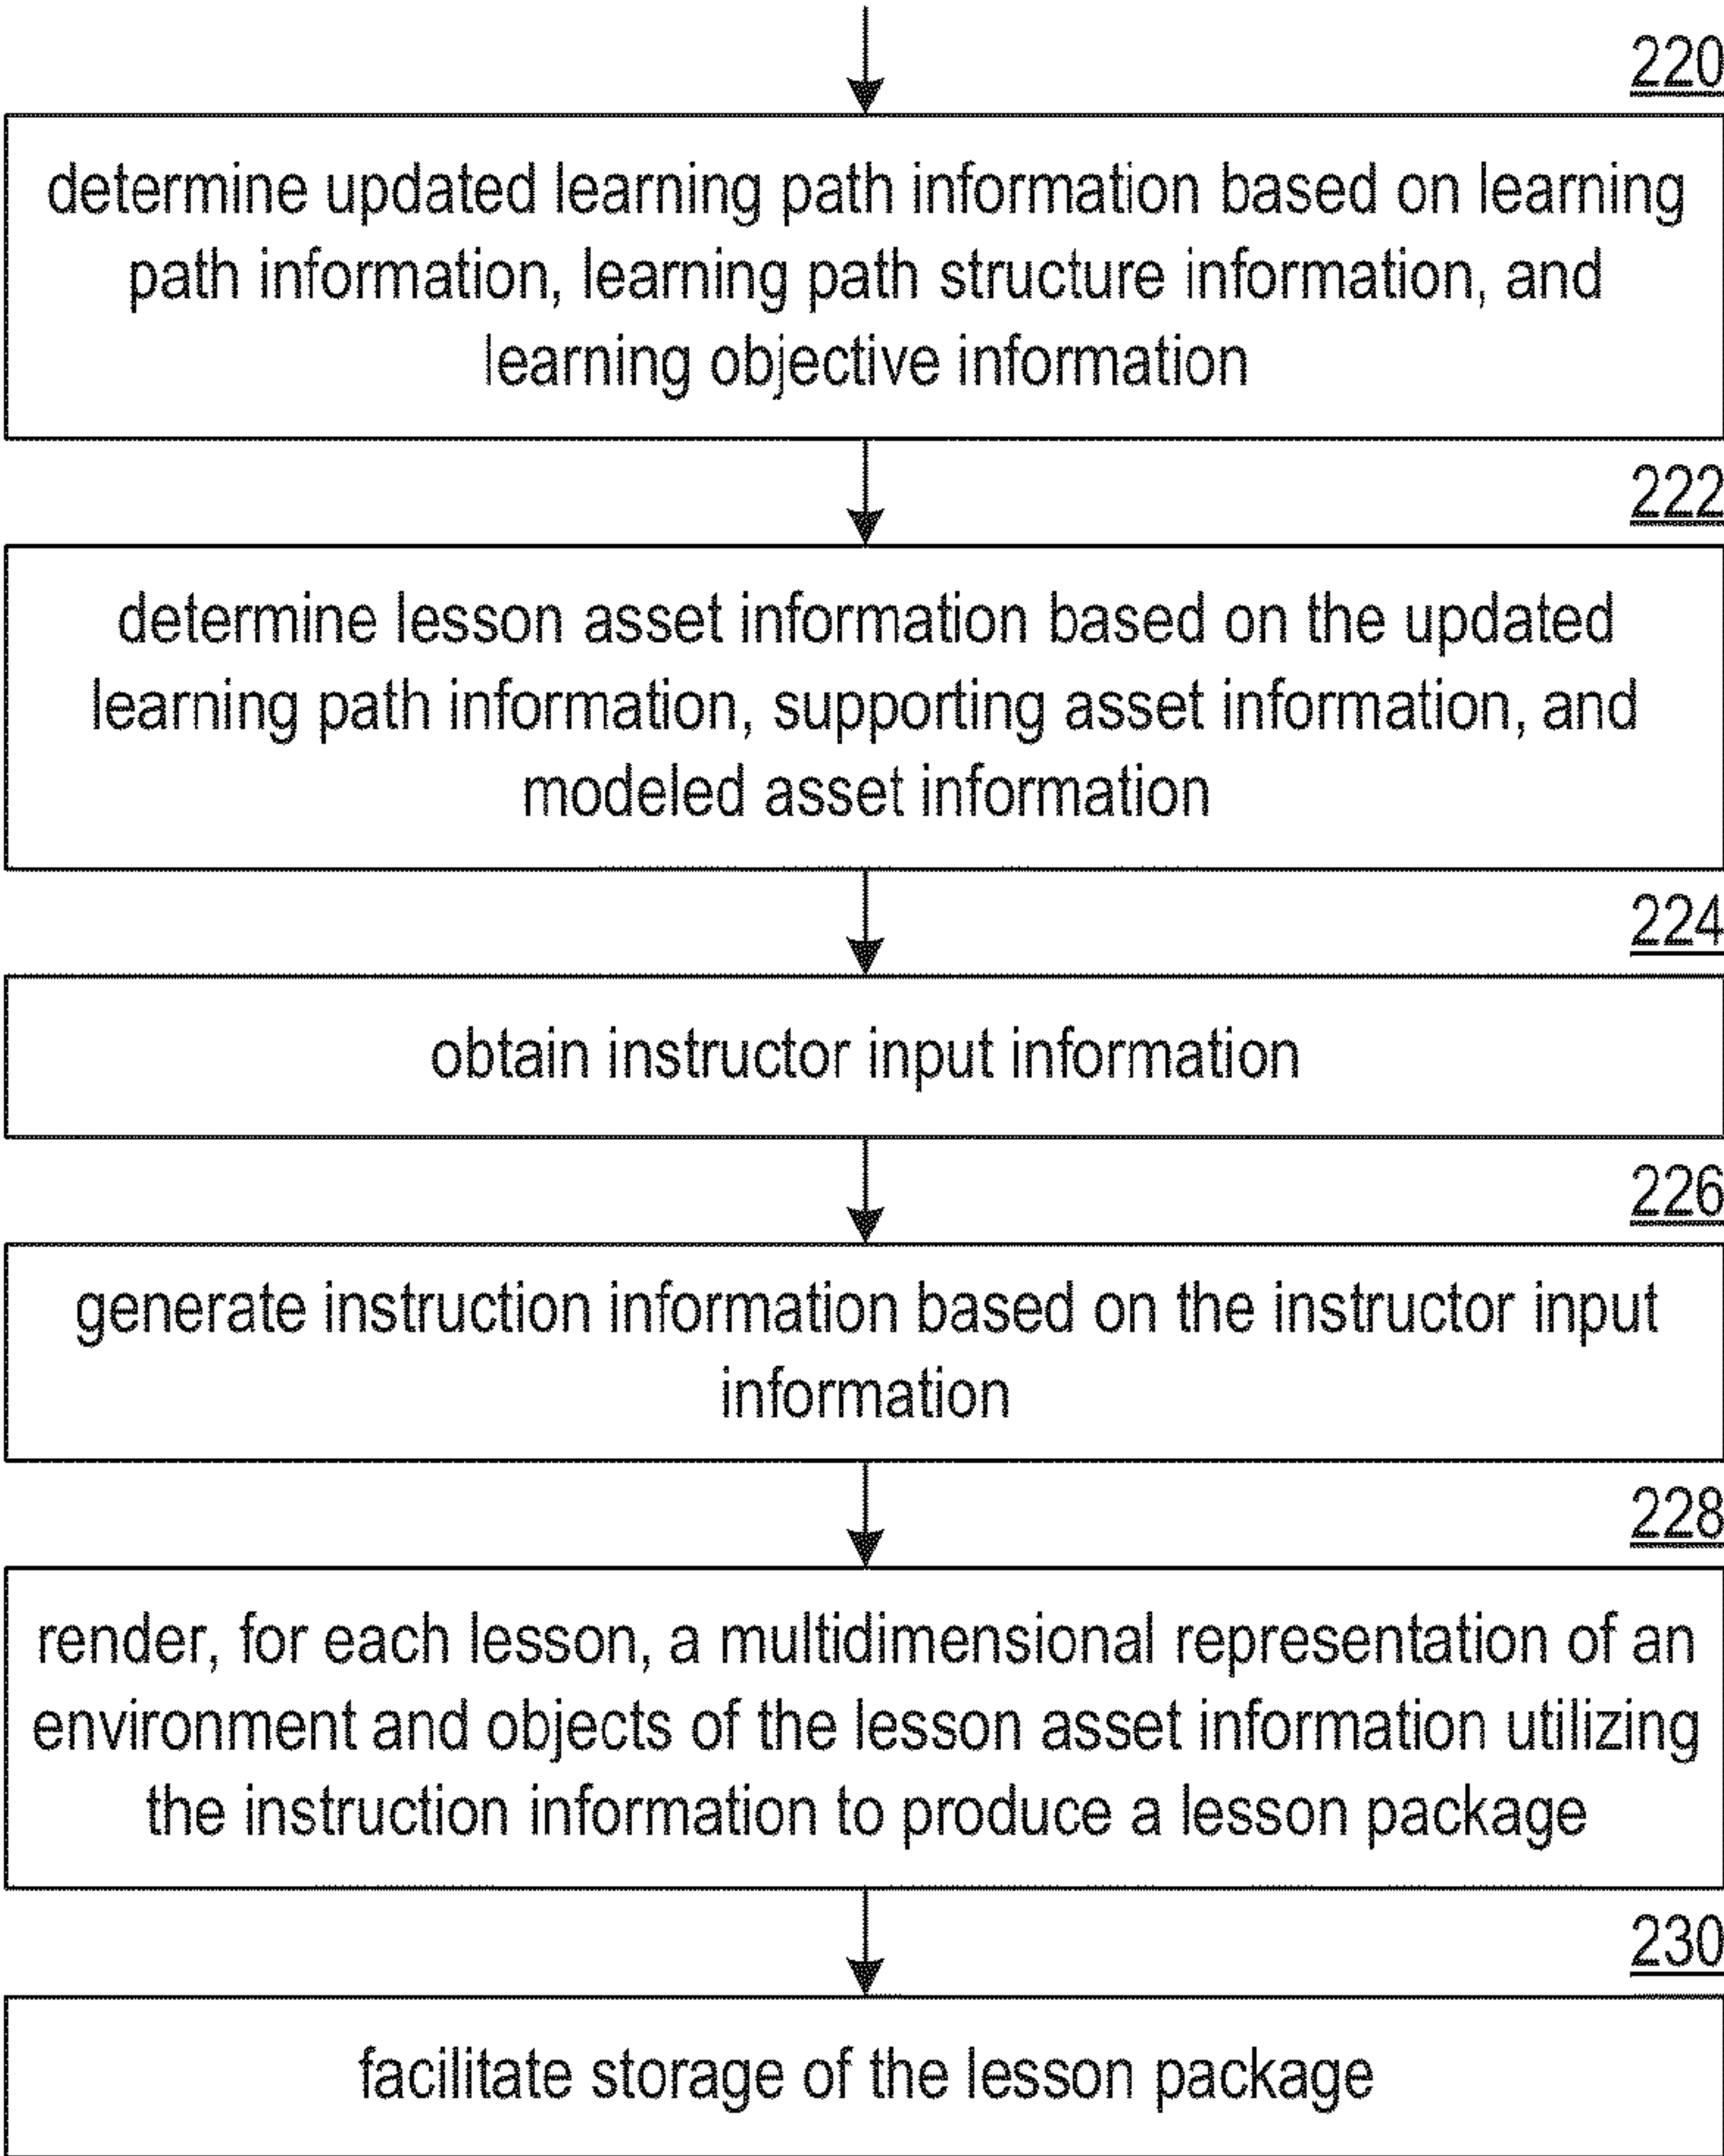 220
determine updated learning path information based on learning
path information, learning path structure information, and
learning objective information
222
determine lesson asset information based on the updated
learning path information, supporting asset information, and
modeled asset information
224
obtain instructor input information
226
generate instruction information based on the instructor input
information
228
render, for each lesson, a multidimensional representation of an
environment and objects of the lesson asset information utilizing
the instruction information to produce a lesson package
230
facilitate storage of the lesson package